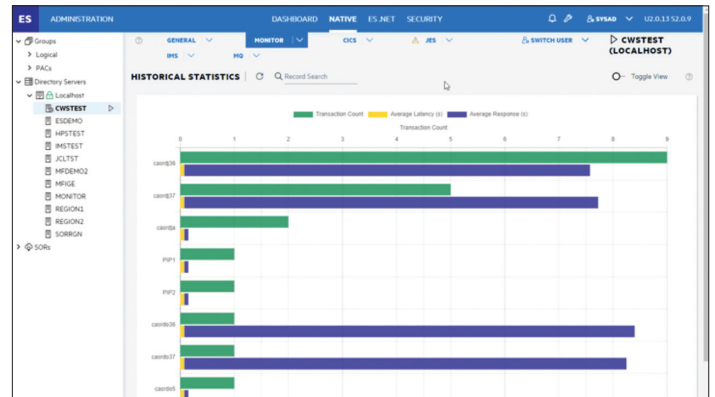 ES ADMINISTRATION DASHBOARD NATIVE ES .NET SECURITY SYSAD U2.0.13 S2.0.9
Groups
Logical
PACs
Directory Servers
Localhost
CWSTEST
ESDEMO
HPSTEST
IMSTEST
JCLTST
MFDEMO2
MFIGE
MONITOR
REGION1
REGION2
SORRGN
SORs
GENERAL MONITOR CICS JES SWITCH USER CWSTEST
(LOCALHOST)
IMS MQ
HISTORICAL STATISTICS Record Search Toggle View
Transaction Count Average Latency (s) Average Response (s)
Transaction Count
0 1 2 3 4 5 6 7 8 9
caordj36
caordj37
caordja
PIP1
PIP2
caordo36
caordo37
caordo5